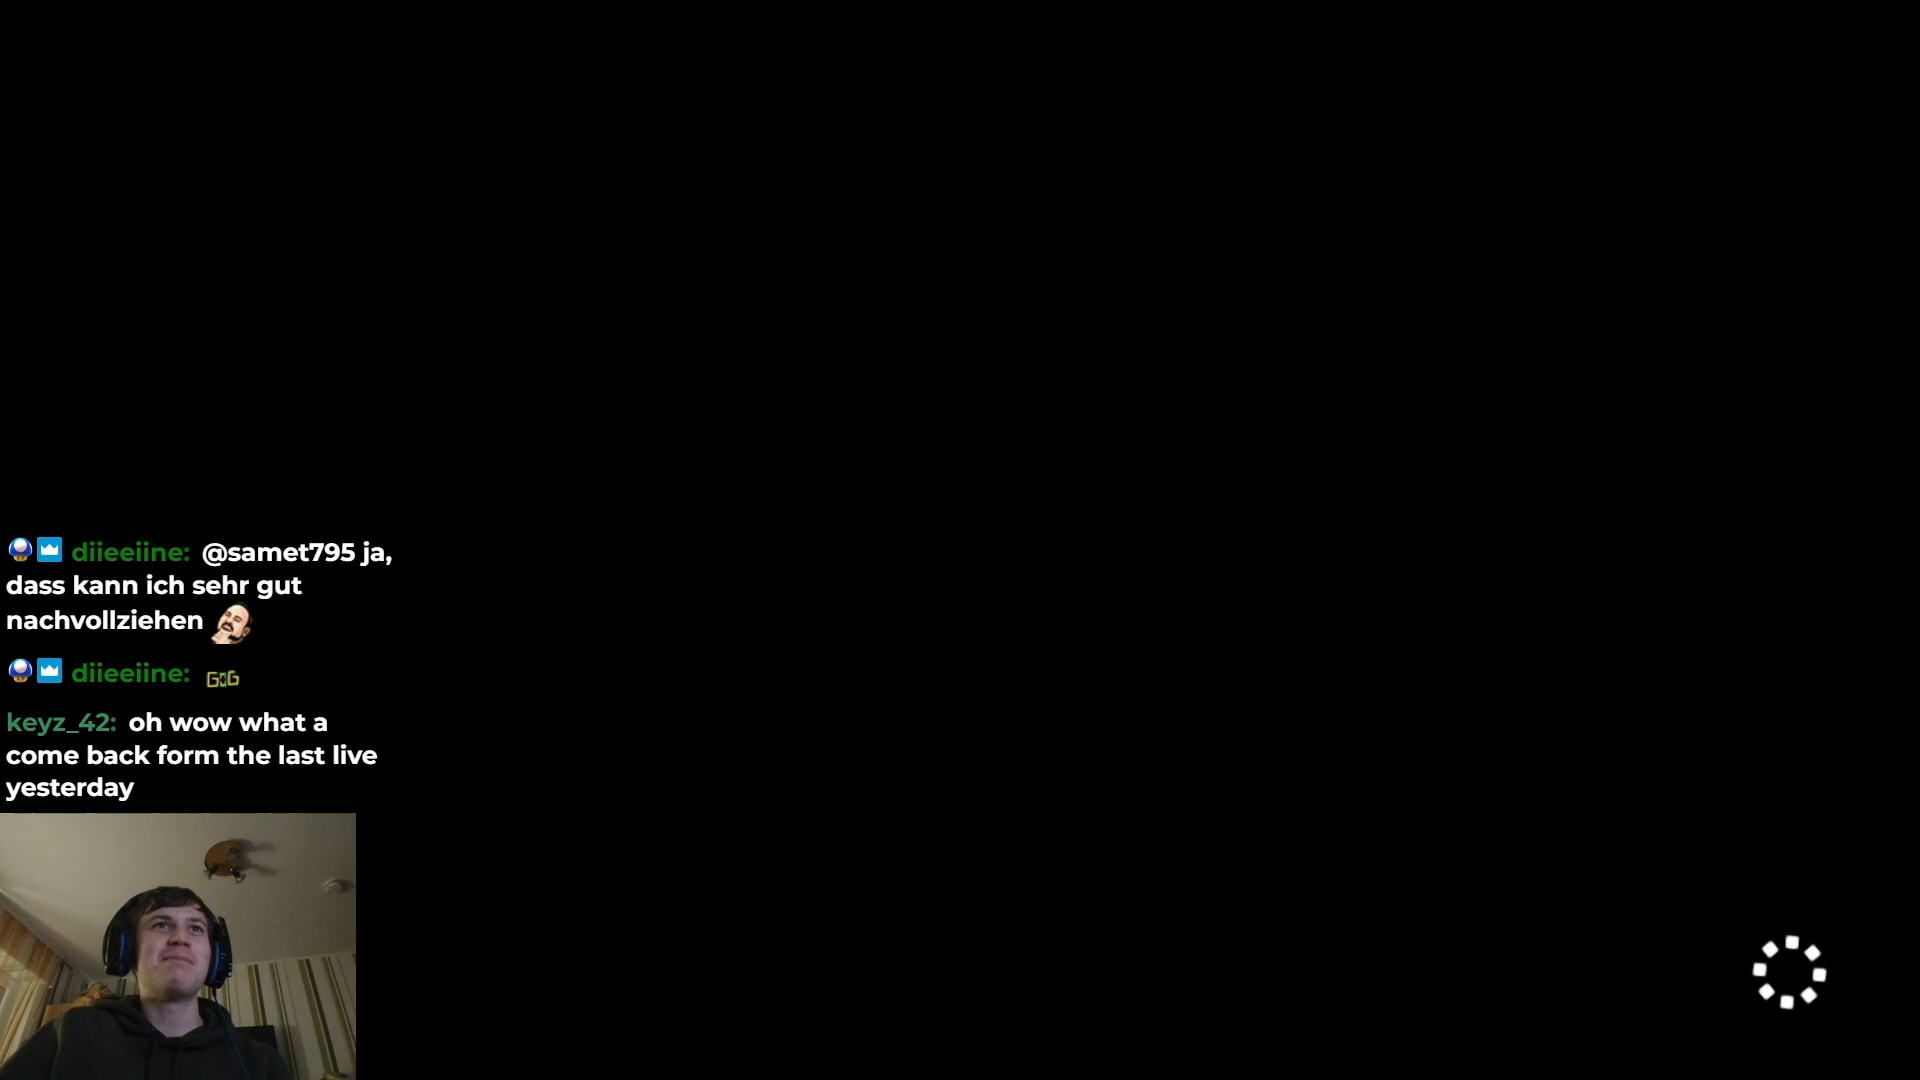 diieeiine: @samet795 ja,
dass kann ich sehr gut
nachvollziehen
diieeiine: GG
keyz_42: oh wow what a
come back form the last live
yesterday